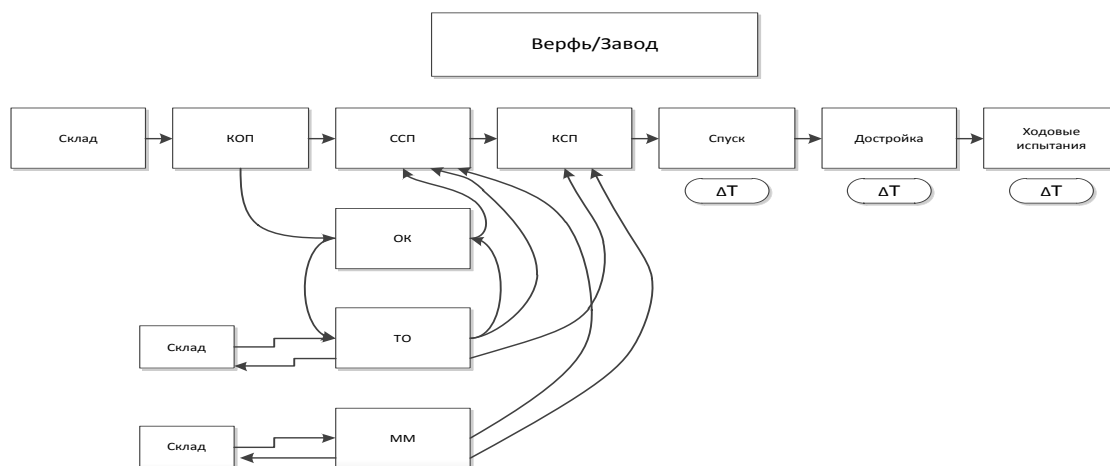 Верфь/Завод
Склад
КОП
ССП
КСП
Спуск
Достройка
Ходовые
испытания
ΔТ
ΔТ
ΔТ
ОК
ТО
Склад
ММ
Склад